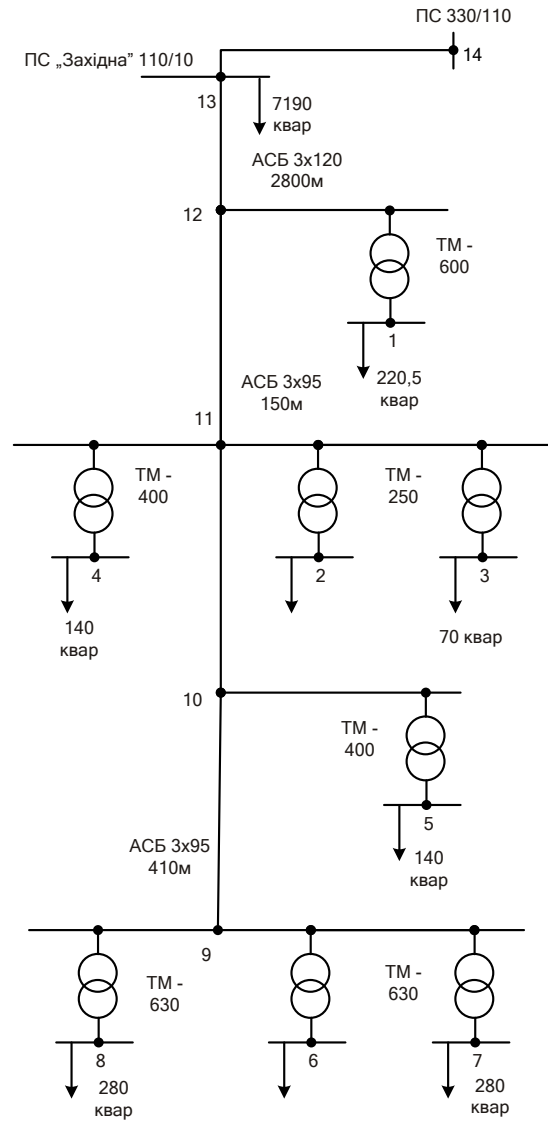 ПС 330/110
14
ПС „Західна” 110/10
13
7190
квар
АСБ 3х120
2800м
12
ТМ -
600
1
220,5
квар
АСБ 3х95
150м
11
ТМ -
400
ТМ -
250
4
2
3
140
квар
70 квар
10
ТМ -
400
5
140
квар
АСБ 3х95
410м
9
ТМ -
630
ТМ -
630
8
6
7
280
квар
280
квар